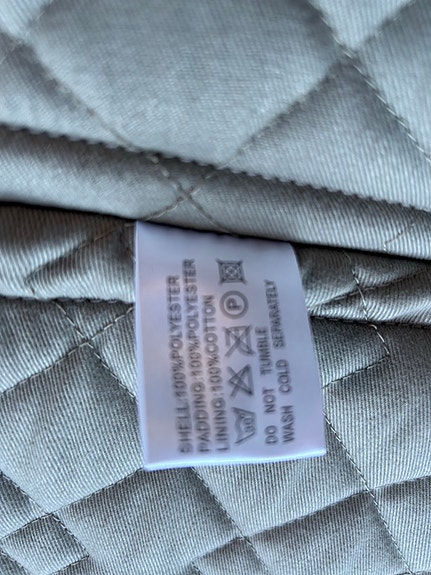 SHELL:100%POLYESTER
PADDING:100%POLYESTER
LINING:100%COTTON
P
DO NOT TUMBLE
WASH COLD SEPARATELY